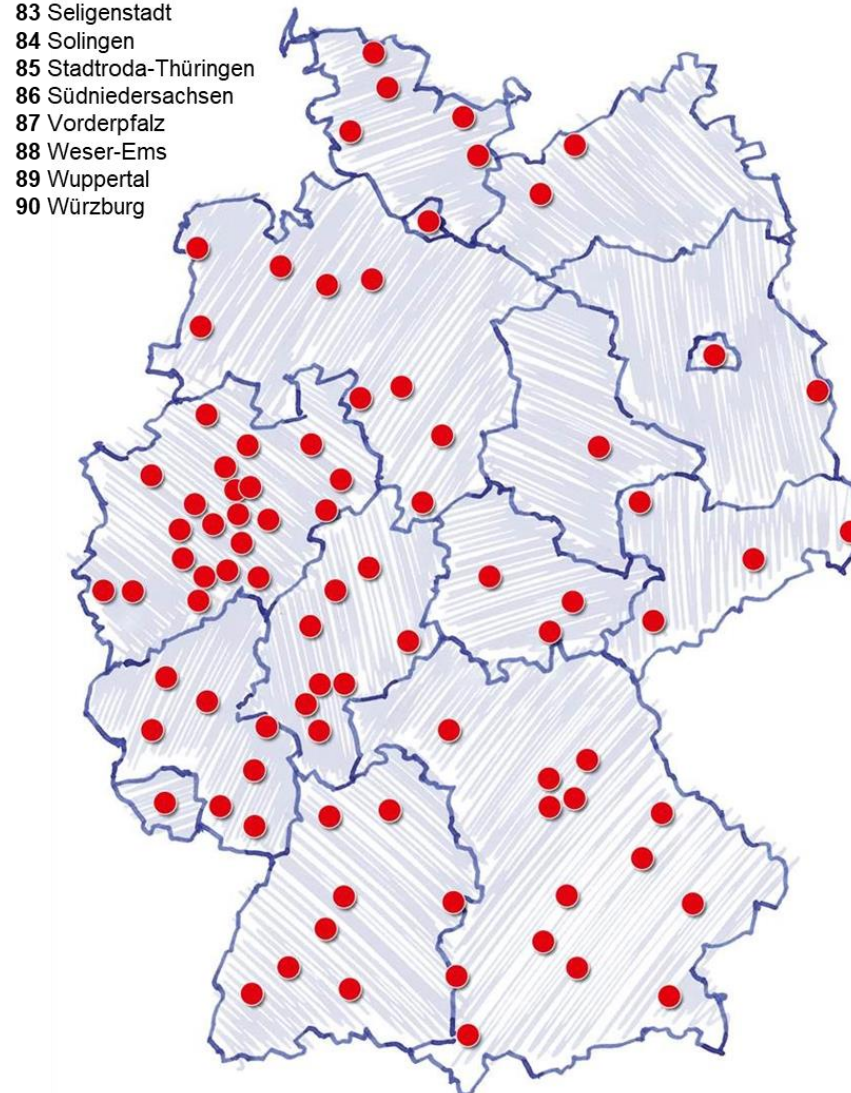 83 Seligenstadt
84 Solingen
85 Stadtroda-Thüringen
86 Südniedersachsen
87 Vorderpfalz
88 Weser-Ems
89 Wuppertal
90 Würzburg